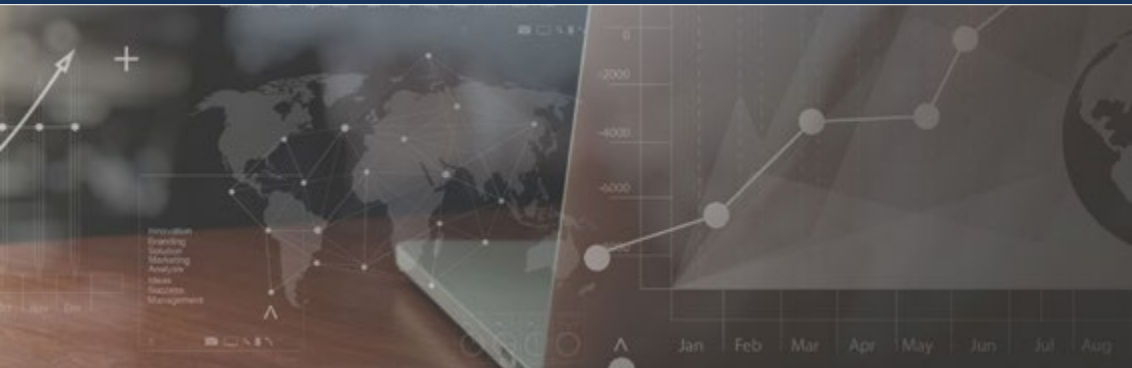 Innovation
Branding
Solution
Marketing
Analysis
Ideas
Success
Management
0
-2000
-4000
-6000
Jan Feb Mar Apr May Jun Jul Aug